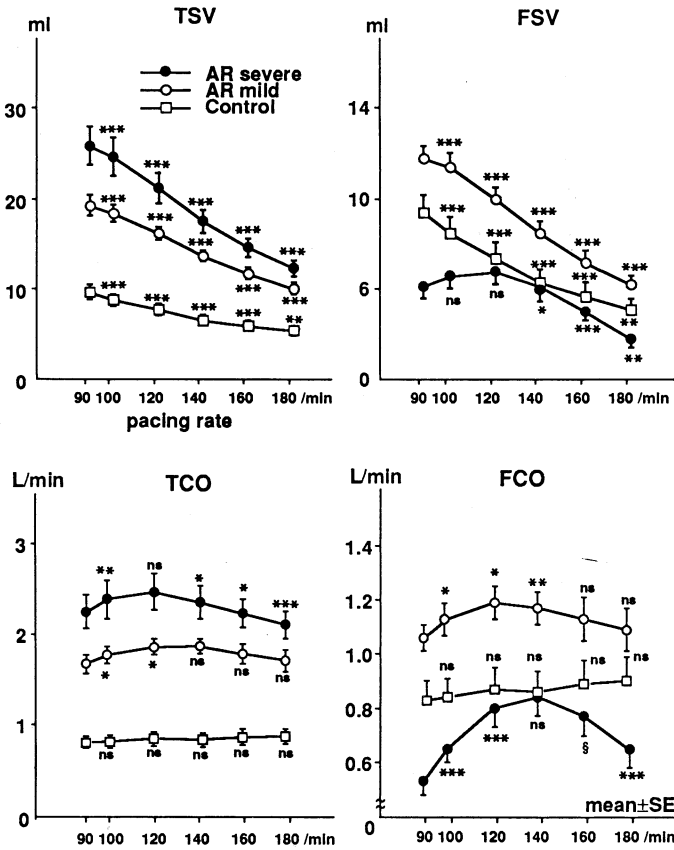 TSV
ml
30
20
10
0
AR severe
AR mild
Control
***
***
***
***
***
***
***
***
***
***
***
***
***
***
**
90 100 120 140 160 180 /min
pacing rate
FSV
ml
14
10
6
0
***
***
***
***
***
***
***
***
***
**
ns
ns
*
***
**
90 100 120 140 160 180 /min
TCO
L/min
3
2
1
0
**
ns
*
*
***
*
*
ns
ns
ns
ns
ns
ns
ns
ns
90 100 120 140 160 180 /min
FCO
L/min
1.4
1.2
1.0
0.8
0.6
0
*
*
**
ns
ns
ns
ns
ns
ns
ns
***
***
ns
§
***
mean±SE
90 100 120 140 160 180 /min